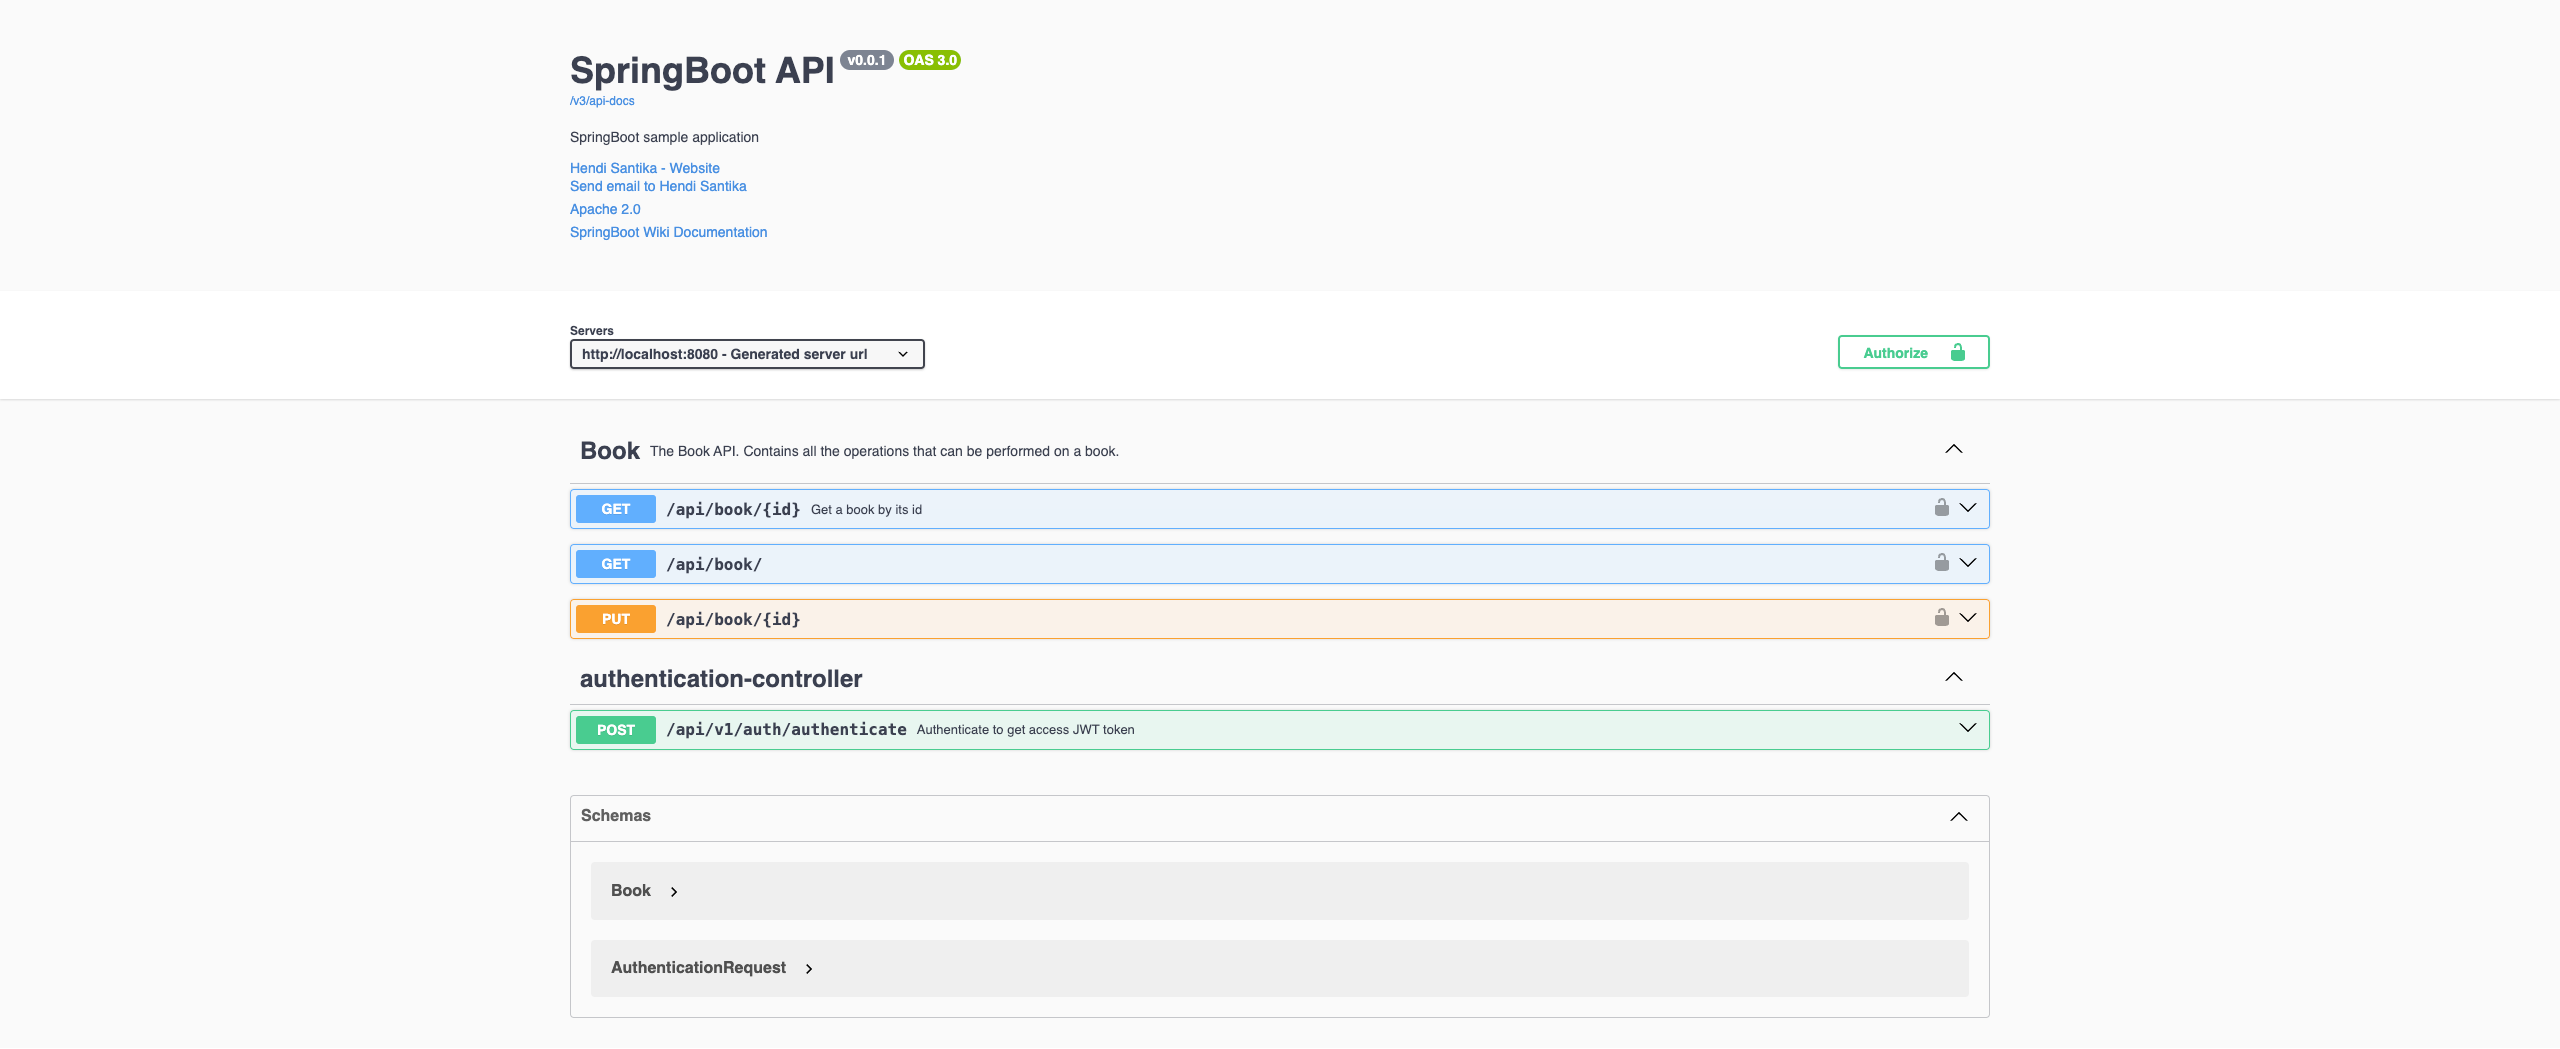 SpringBoot API v0.0.1 OAS 3.0
/v3/api-docs
SpringBoot sample application
Hendi Santika - Website
Send email to Hendi Santika
Apache 2.0
SpringBoot Wiki Documentation
Servers
http://localhost:8080 - Generated server url
Authorize
Book The Book API. Contains all the operations that can be performed on a book.
GET /api/book/{id} Get a book by its id
GET /api/book/
PUT /api/book/{id}
authentication-controller
POST /api/v1/auth/authenticate Authenticate to get access JWT token
Schemas
Book
AuthenticationRequest